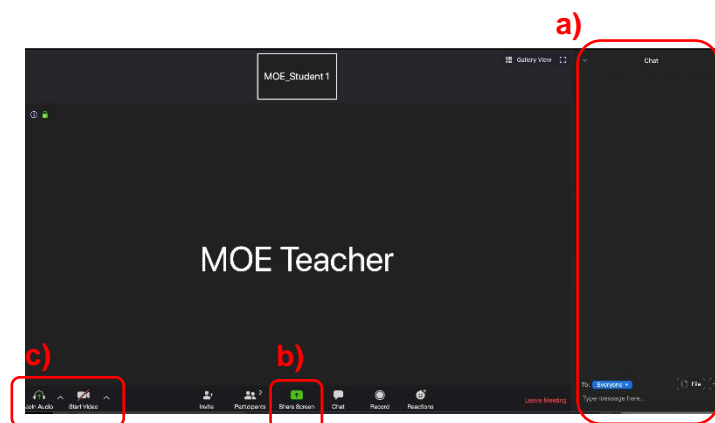 a)
MOE_Student 1
Gallery View
Chat
MOE Teacher
c)
b)
To: Everyone
File
Type message here...
Join Audio
Start Video
Invite
Participants
2
Share Screen
Chat
Record
Reactions
Leave Meeting